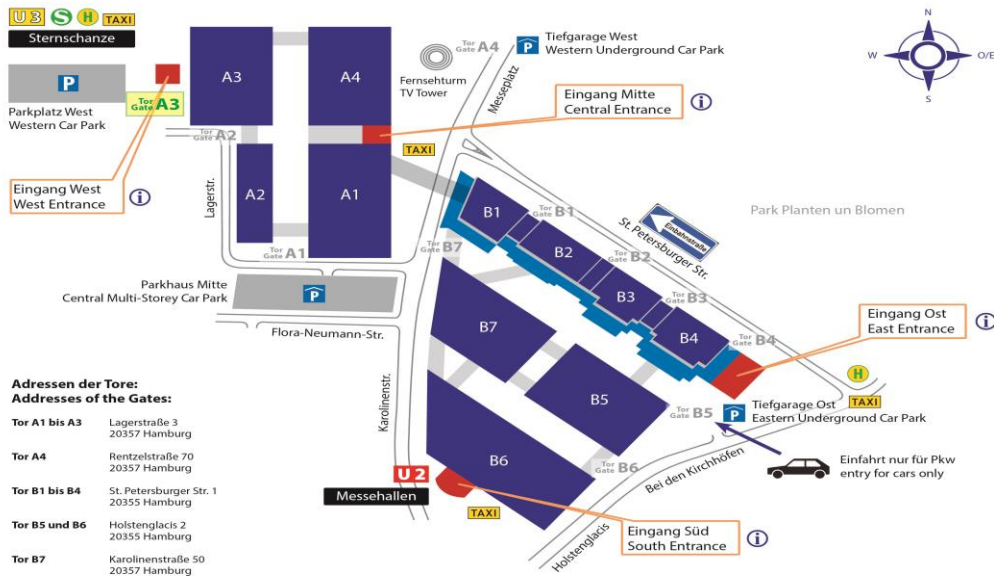 U3 S H TAXI
Sternschanze
P
Parkplatz West
Western Car Park
Tor
Gate A3
Eingang West
West Entrance
i
A3
A4
Tor
Gate A2
A2
A1
Lagerstr.
Tor
Gate A1
Fernsehturm
TV Tower
Tor
Gate A4
Messeplatz
P
Tiefgarage West
Western Underground Car Park
Eingang Mitte
Central Entrance
i
TAXI
N
W
O/E
S
B1
Tor
Gate B1
B2
Tor
Gate B2
B3
Tor
Gate B3
B4
Tor
Gate B4
Einbahnstraße
St. Petersburger Str.
Park Planten un Blomen
Tor
Gate B7
Parkhaus Mitte
Central Multi-Storey Car Park
P
Flora-Neumann-Str.
Karolinenstr.
B7
B5
B6
Eingang Ost
East Entrance
i
H
TAXI
Tor
Gate B5
P
Tiefgarage Ost
Eastern Underground Car Park
Tor
Gate B6
Bei den Kirchhöfen
Einfahrt nur für Pkw
entry for cars only
U2
Messehallen
TAXI
Holstenglacis
Eingang Süd
South Entrance
i
Adressen der Tore:
Addresses of the Gates:
Tor A1 bis A3 Lagerstraße 3
20357 Hamburg
Tor A4 Rentzelstraße 70
20357 Hamburg
Tor B1 bis B4 St. Petersburger Str. 1
20355 Hamburg
Tor B5 und B6 Holstenglacis 2
20355 Hamburg
Tor B7 Karolinenstraße 50
20357 Hamburg